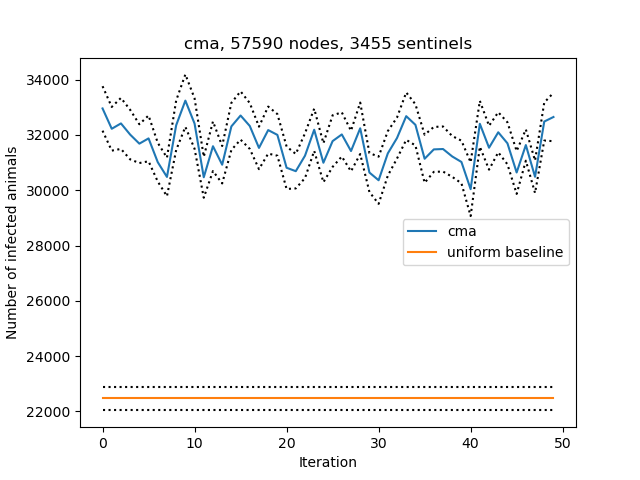 cma, 57590 nodes, 3455 sentinels
34000
32000
30000
28000
26000
24000
22000
Number of infected animals
cma
uniform baseline
0 10 20 30 40 50
Iteration